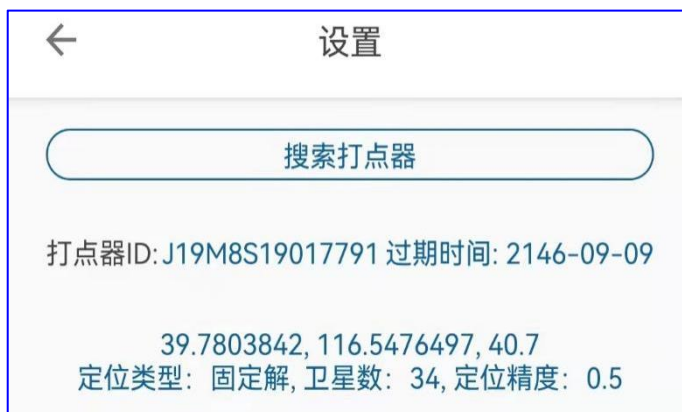 设置
搜索打点器
打点器ID:J19M8S19017791 过期时间: 2146-09-09
39.7803842, 116.5476497, 40.7
定位类型：固定解, 卫星数：34, 定位精度：0.5